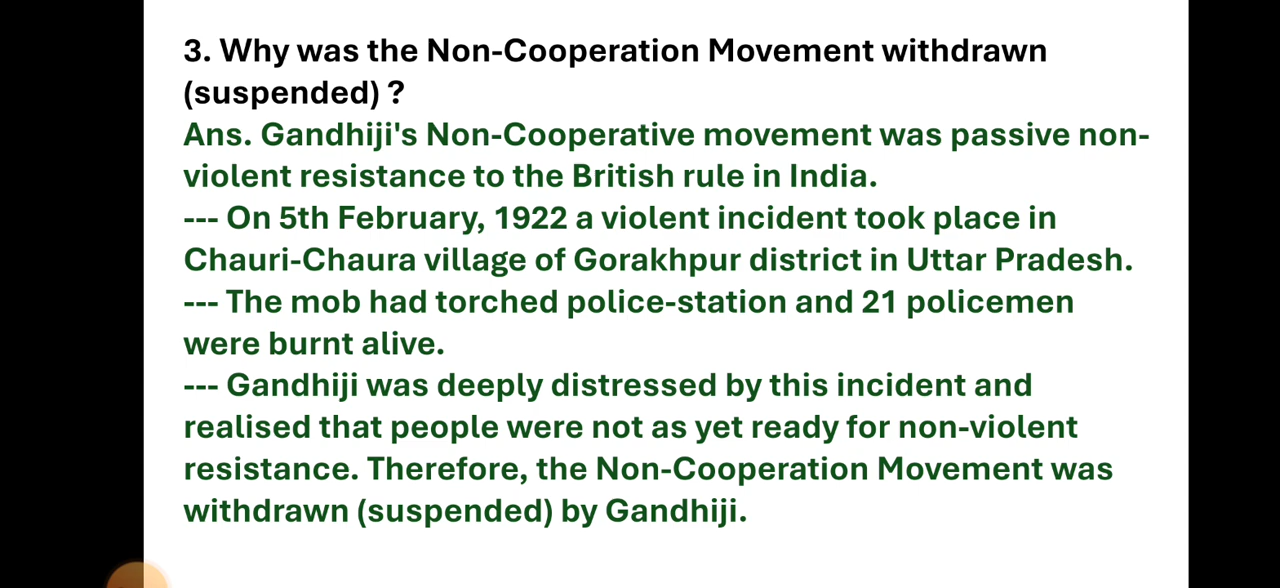 3. Why was the Non-Cooperation Movement withdrawn
(suspended) ?
Ans. Gandhiji's Non-Cooperative movement was passive non-
violent resistance to the British rule in India.
--- On 5th February, 1922 a violent incident took place in
Chauri-Chaura village of Gorakhpur district in Uttar Pradesh.
--- The mob had torched police-station and 21 policemen
were burnt alive.
--- Gandhiji was deeply distressed by this incident and
realised that people were not as yet ready for non-violent
resistance. Therefore, the Non-Cooperation Movement was
withdrawn (suspended) by Gandhiji.